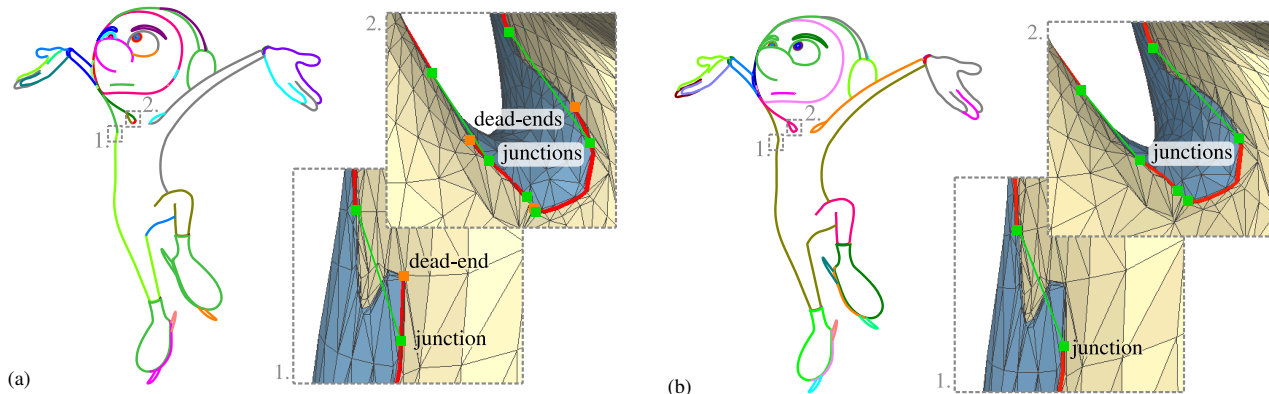 2.
dead-ends
junctions
1.
2.
dead-end
junction
1.
(a)
2.
junctions
2.
1.
junction
1.
(b)